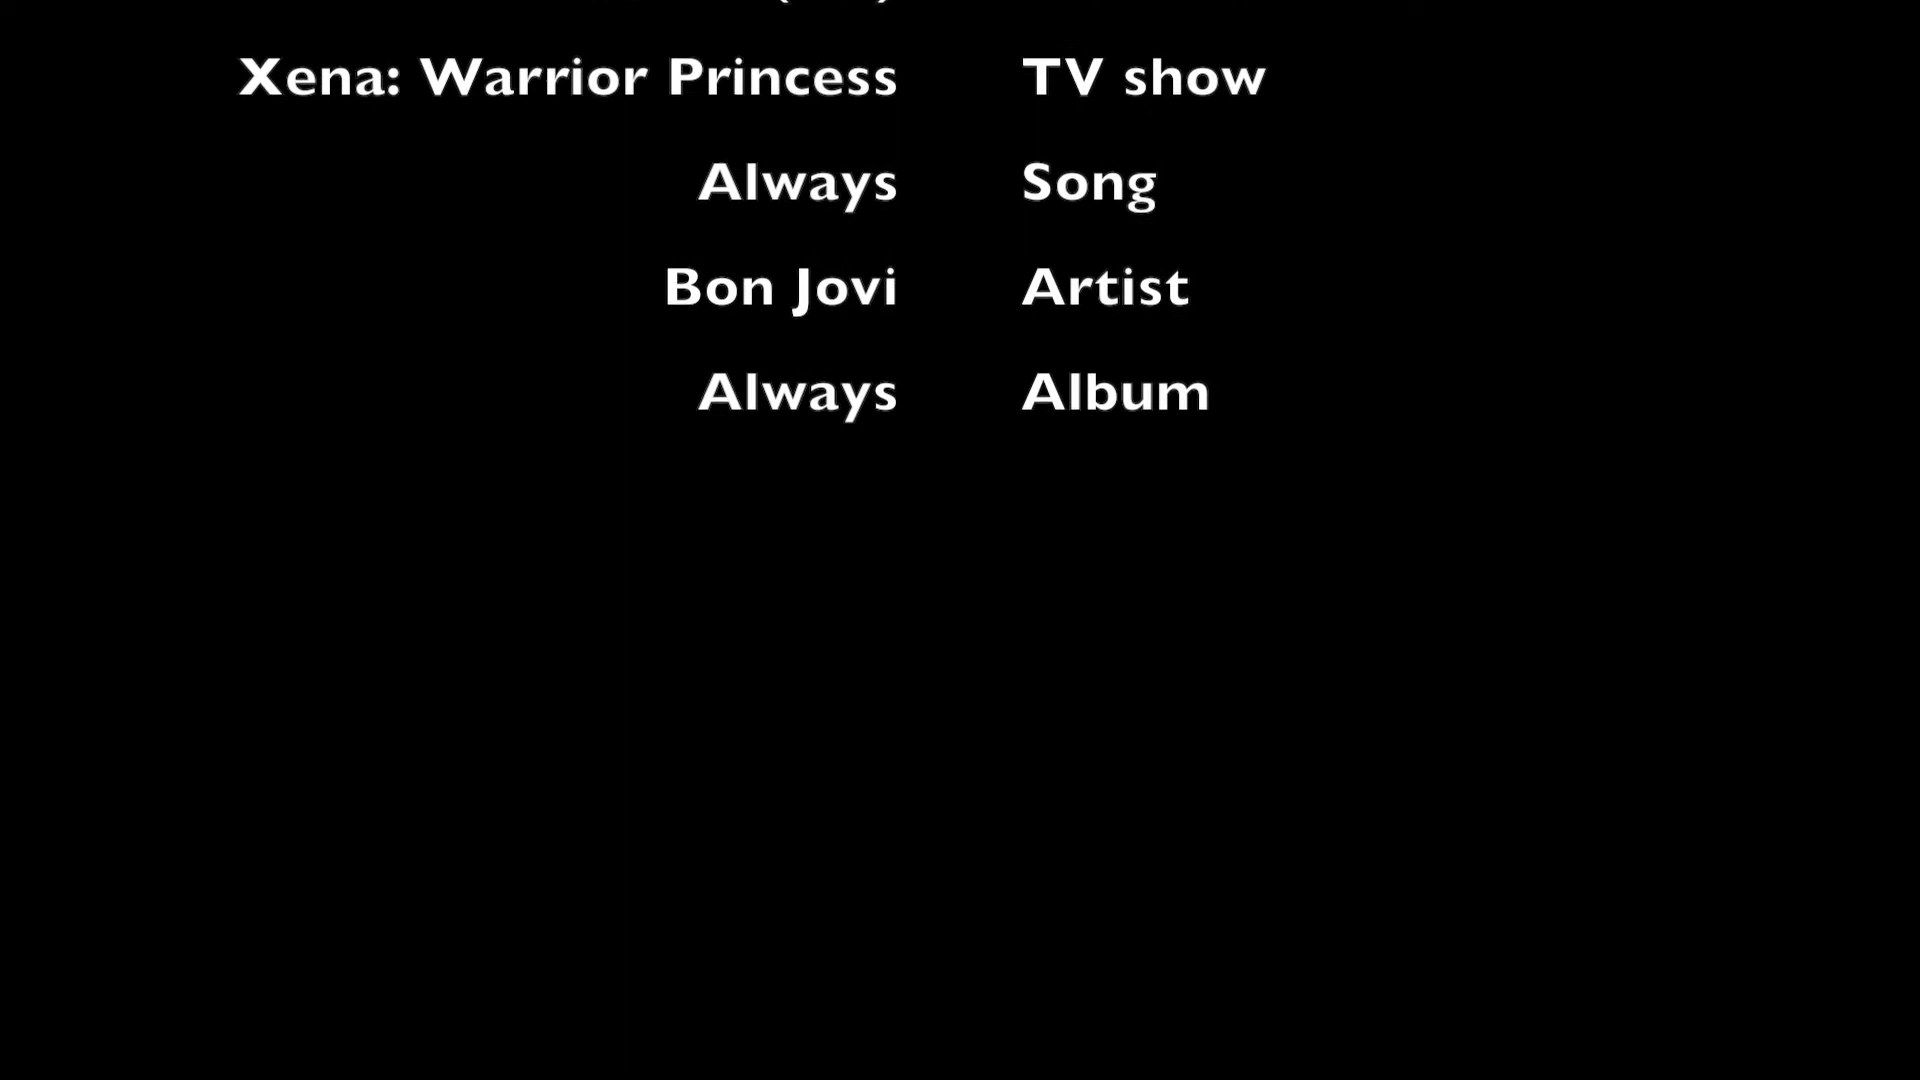 Xena: Warrior Princess TV show
Always Song
Bon Jovi Artist
Always Album